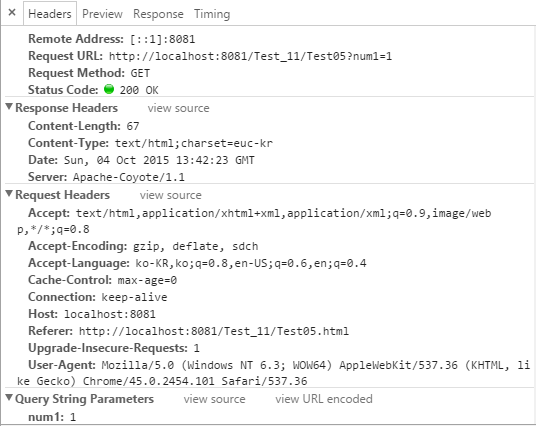 × Headers Preview Response Timing
Remote Address: [::1]:8081
Request URL: http://localhost:8081/Test_11/Test05?num1=1
Request Method: GET
Status Code: 200 OK
▼Response Headers view source
Content-Length: 67
Content-Type: text/html;charset=euc-kr
Date: Sun, 04 Oct 2015 13:42:23 GMT
Server: Apache-Coyote/1.1
▼Request Headers view source
Accept: text/html,application/xhtml+xml,application/xml;q=0.9,image/web
p,*/*;q=0.8
Accept-Encoding: gzip, deflate, sdch
Accept-Language: ko-KR,ko;q=0.8,en-US;q=0.6,en;q=0.4
Cache-Control: max-age=0
Connection: keep-alive
Host: localhost:8081
Referer: http://localhost:8081/Test_11/Test05.html
Upgrade-Insecure-Requests: 1
User-Agent: Mozilla/5.0 (Windows NT 6.3; WOW64) AppleWebKit/537.36 (KHTML, li
ke Gecko) Chrome/45.0.2454.101 Safari/537.36
▼Query String Parameters view source view URL encoded
num1: 1